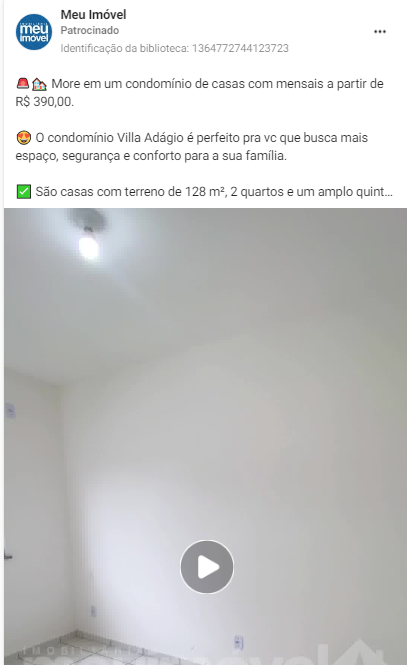 Meu Imóvel
Patrocinado
Identificação da biblioteca: 1364772744123723
IMOBILIÁRIA
meu
imóvel
🚨🏡 More em um condomínio de casas com mensais a partir de
R$ 390,00.
😍 O condomínio Villa Adágio é perfeito pra vc que busca mais
espaço, segurança e conforto para a sua família.
✅ São casas com terreno de 128 m², 2 quartos e um amplo quint...
IMOBILIÁRIA
meu imóvel